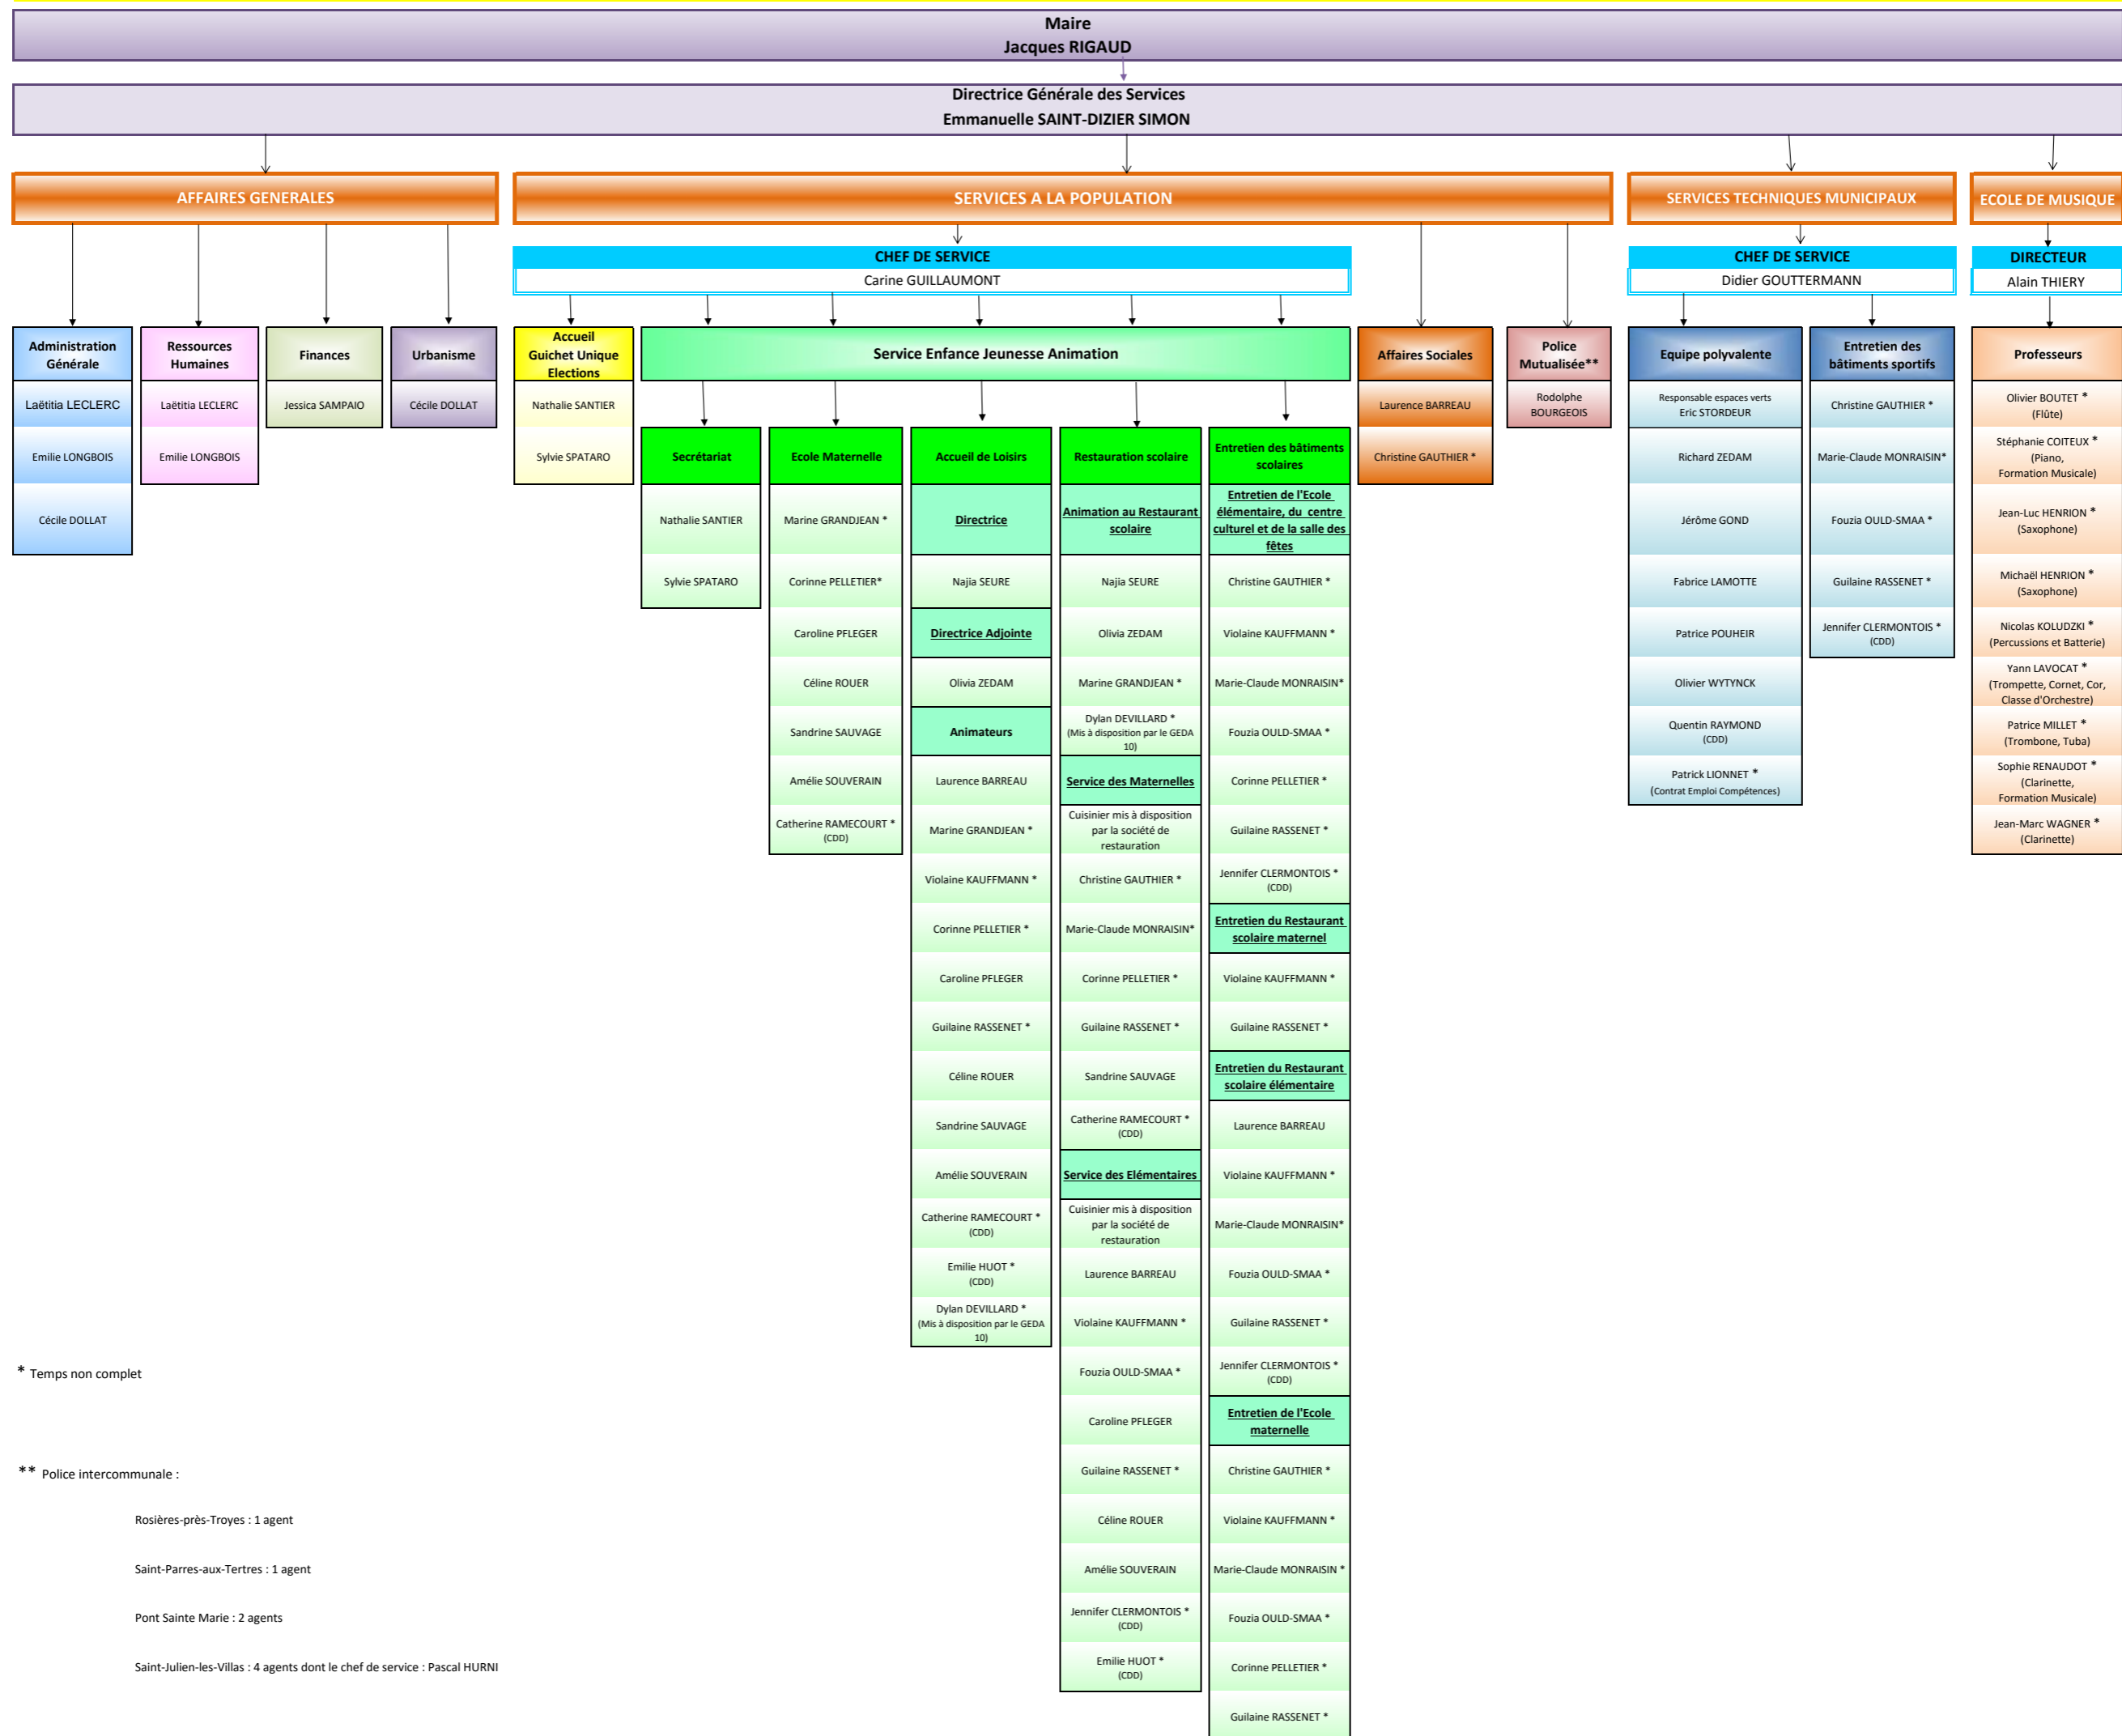 Maire
Jacques RIGAUD
Directrice Générale des Services
Emmanuelle SAINT-DIZIER SIMON
AFFAIRES GENERALES
SERVICES A LA POPULATION
SERVICES TECHNIQUES MUNICIPAUX
ECOLE DE MUSIQUE
CHEF DE SERVICE
Carine GUILLAUMONT
CHEF DE SERVICE
Didier GOUTTERMANN
DIRECTEUR
Alain THIERY
Administration
Générale
Laëtitia LECLERC
Emilie LONGBOIS
Cécile DOLLAT
Ressources
Humaines
Laëtitia LECLERC
Emilie LONGBOIS
Finances
Jessica SAMPAIO
Urbanisme
Cécile DOLLAT
Accueil
Guichet Unique
Elections
Nathalie SANTIER
Sylvie SPATARO
Service Enfance Jeunesse Animation
Secrétariat
Nathalie SANTIER
Sylvie SPATARO
Ecole Maternelle
Marine GRANDJEAN *
Corinne PELLETIER*
Caroline PFLEGER
Céline ROUER
Sandrine SAUVAGE
Amélie SOUVERAIN
Catherine RAMECOURT *
(CDD)
Accueil de Loisirs
Directrice
Najia SEURE
Directrice Adjointe
Olivia ZEDAM
Animateurs
Laurence BARREAU
Marine GRANDJEAN *
Violaine KAUFFMANN *
Corinne PELLETIER *
Caroline PFLEGER
Guilaine RASSENET *
Céline ROUER
Sandrine SAUVAGE
Amélie SOUVERAIN
Catherine RAMECOURT *
(CDD)
Emilie HUOT *
(CDD)
Dylan DEVILLARD *
(Mis à disposition par le GEDA
10)
Restauration scolaire
Animation au Restaurant
scolaire
Najia SEURE
Olivia ZEDAM
Marine GRANDJEAN *
Dylan DEVILLARD *
(Mis à disposition par le GEDA
10)
Service des Maternelles
Cuisinier mis à disposition
par la société de
restauration
Christine GAUTHIER *
Marie-Claude MONRAISIN*
Corinne PELLETIER *
Guilaine RASSENET *
Sandrine SAUVAGE
Catherine RAMECOURT *
(CDD)
Service des Elémentaires
Cuisinier mis à disposition
par la société de
restauration
Laurence BARREAU
Violaine KAUFFMANN *
Fouzia OULD-SMAA *
Caroline PFLEGER
Guilaine RASSENET *
Céline ROUER
Amélie SOUVERAIN
Jennifer CLERMONTOIS *
(CDD)
Emilie HUOT *
(CDD)
Entretien des bâtiments
scolaires
Entretien de l'Ecole
élémentaire, du centre
culturel et de la salle des
fêtes
Christine GAUTHIER *
Violaine KAUFFMANN *
Marie-Claude MONRAISIN*
Fouzia OULD-SMAA *
Corinne PELLETIER *
Guilaine RASSENET *
Jennifer CLERMONTOIS *
(CDD)
Entretien du Restaurant
scolaire maternel
Violaine KAUFFMANN *
Guilaine RASSENET *
Entretien du Restaurant
scolaire élémentaire
Laurence BARREAU
Violaine KAUFFMANN *
Marie-Claude MONRAISIN*
Fouzia OULD-SMAA *
Guilaine RASSENET *
Jennifer CLERMONTOIS *
(CDD)
Entretien de l'Ecole
maternelle
Christine GAUTHIER *
Violaine KAUFFMANN *
Marie-Claude MONRAISIN *
Fouzia OULD-SMAA *
Corinne PELLETIER *
Guilaine RASSENET *
Affaires Sociales
Laurence BARREAU
Christine GAUTHIER *
Police
Mutualisée**
Rodolphe
BOURGEOIS
Equipe polyvalente
Responsable espaces verts
Eric STORDEUR
Richard ZEDAM
Jérôme GOND
Fabrice LAMOTTE
Patrice POUHEIR
Olivier WYTYNCK
Quentin RAYMOND
(CDD)
Patrick LIONNET *
(Contrat Emploi Compétences)
Entretien des
bâtiments sportifs
Christine GAUTHIER *
Marie-Claude MONRAISIN*
Fouzia OULD-SMAA *
Guilaine RASSENET *
Jennifer CLERMONTOIS *
(CDD)
Professeurs
Olivier BOUTET *
(Flûte)
Stéphanie COITEUX *
(Piano,
Formation Musicale)
Jean-Luc HENRION *
(Saxophone)
Michaël HENRION *
(Saxophone)
Nicolas KOLUDZKI *
(Percussions et Batterie)
Yann LAVOCAT *
(Trompette, Cornet, Cor,
Classe d'Orchestre)
Patrice MILLET *
(Trombone, Tuba)
Sophie RENAUDOT *
(Clarinette,
Formation Musicale)
Jean-Marc WAGNER *
(Clarinette)
* Temps non complet
** Police intercommunale :
Rosières-près-Troyes : 1 agent
Saint-Parres-aux-Tertres : 1 agent
Pont Sainte Marie : 2 agents
Saint-Julien-les-Villas : 4 agents dont le chef de service : Pascal HURNI